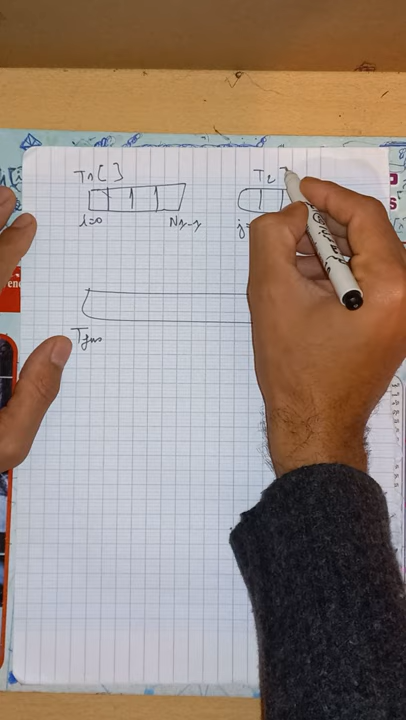 T1[ ]
T2 [
i=0
N1-1
j=
Tfus